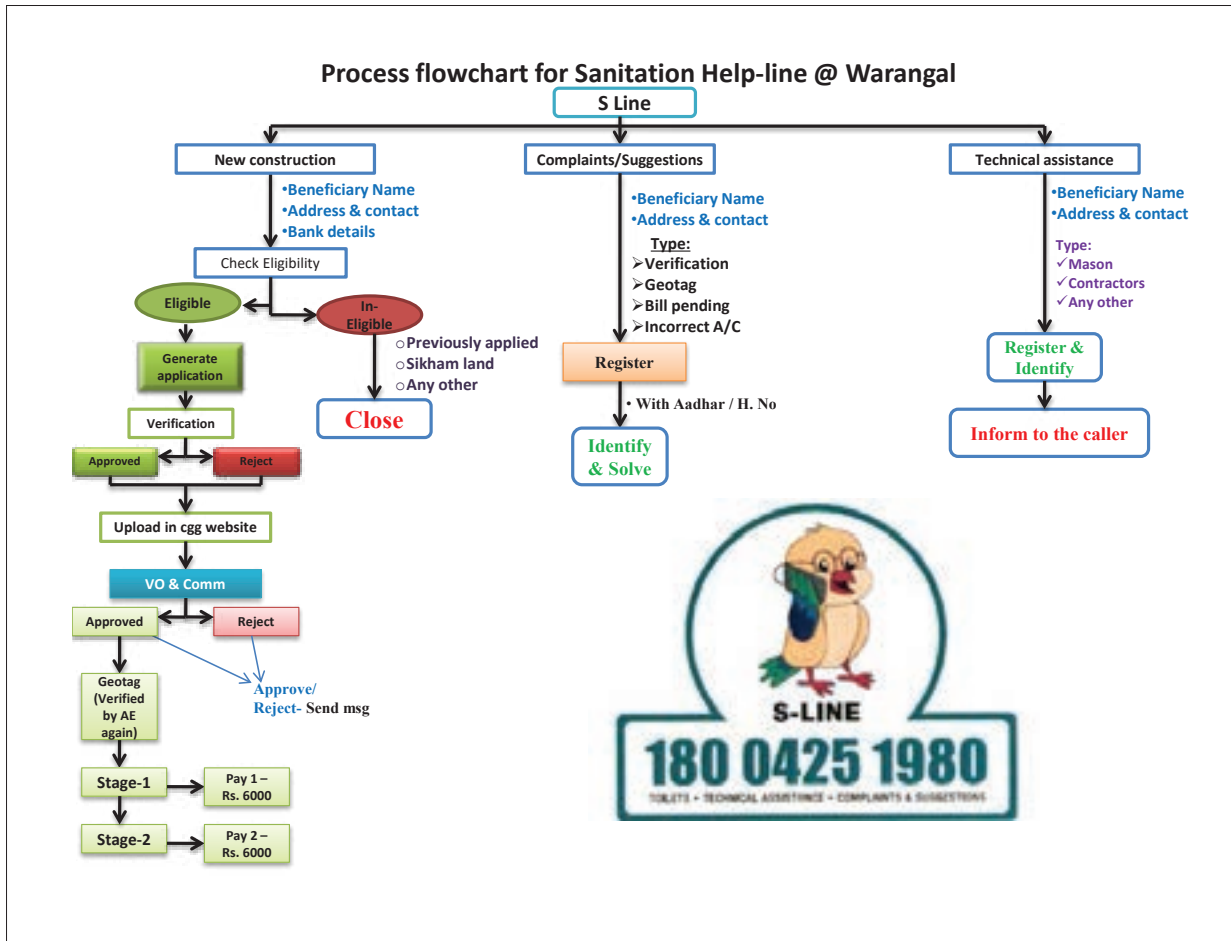 Process flowchart for Sanitation Help-line @ Warangal
S Line
New construction
•Beneficiary Name
•Address & contact
•Bank details
Check Eligibility
Eligible
In-
Eligible
○Previously applied
○Sikham land
○Any other
Close
Generate
application
Verification
Approved
Reject
Upload in cgg website
VO & Comm
Approved
Reject
Approve/
Reject- Send msg
Geotag
(Verified
by AE
again)
Stage-1
Pay 1 –
Rs. 6000
Stage-2
Pay 2 –
Rs. 6000
Complaints/Suggestions
•Beneficiary Name
•Address & contact
Type:
➢Verification
➢Geotag
➢Bill pending
➢Incorrect A/C
Register
• With Aadhar / H. No
Identify
& Solve
Technical assistance
•Beneficiary Name
•Address & contact
Type:
✓Mason
✓Contractors
✓Any other
Register &
Identify
Inform to the caller
S-LINE
180 0425 1980
TOILETS • TECHNICAL ASSISTANCE • COMPLAINTS & SUGGESTIONS